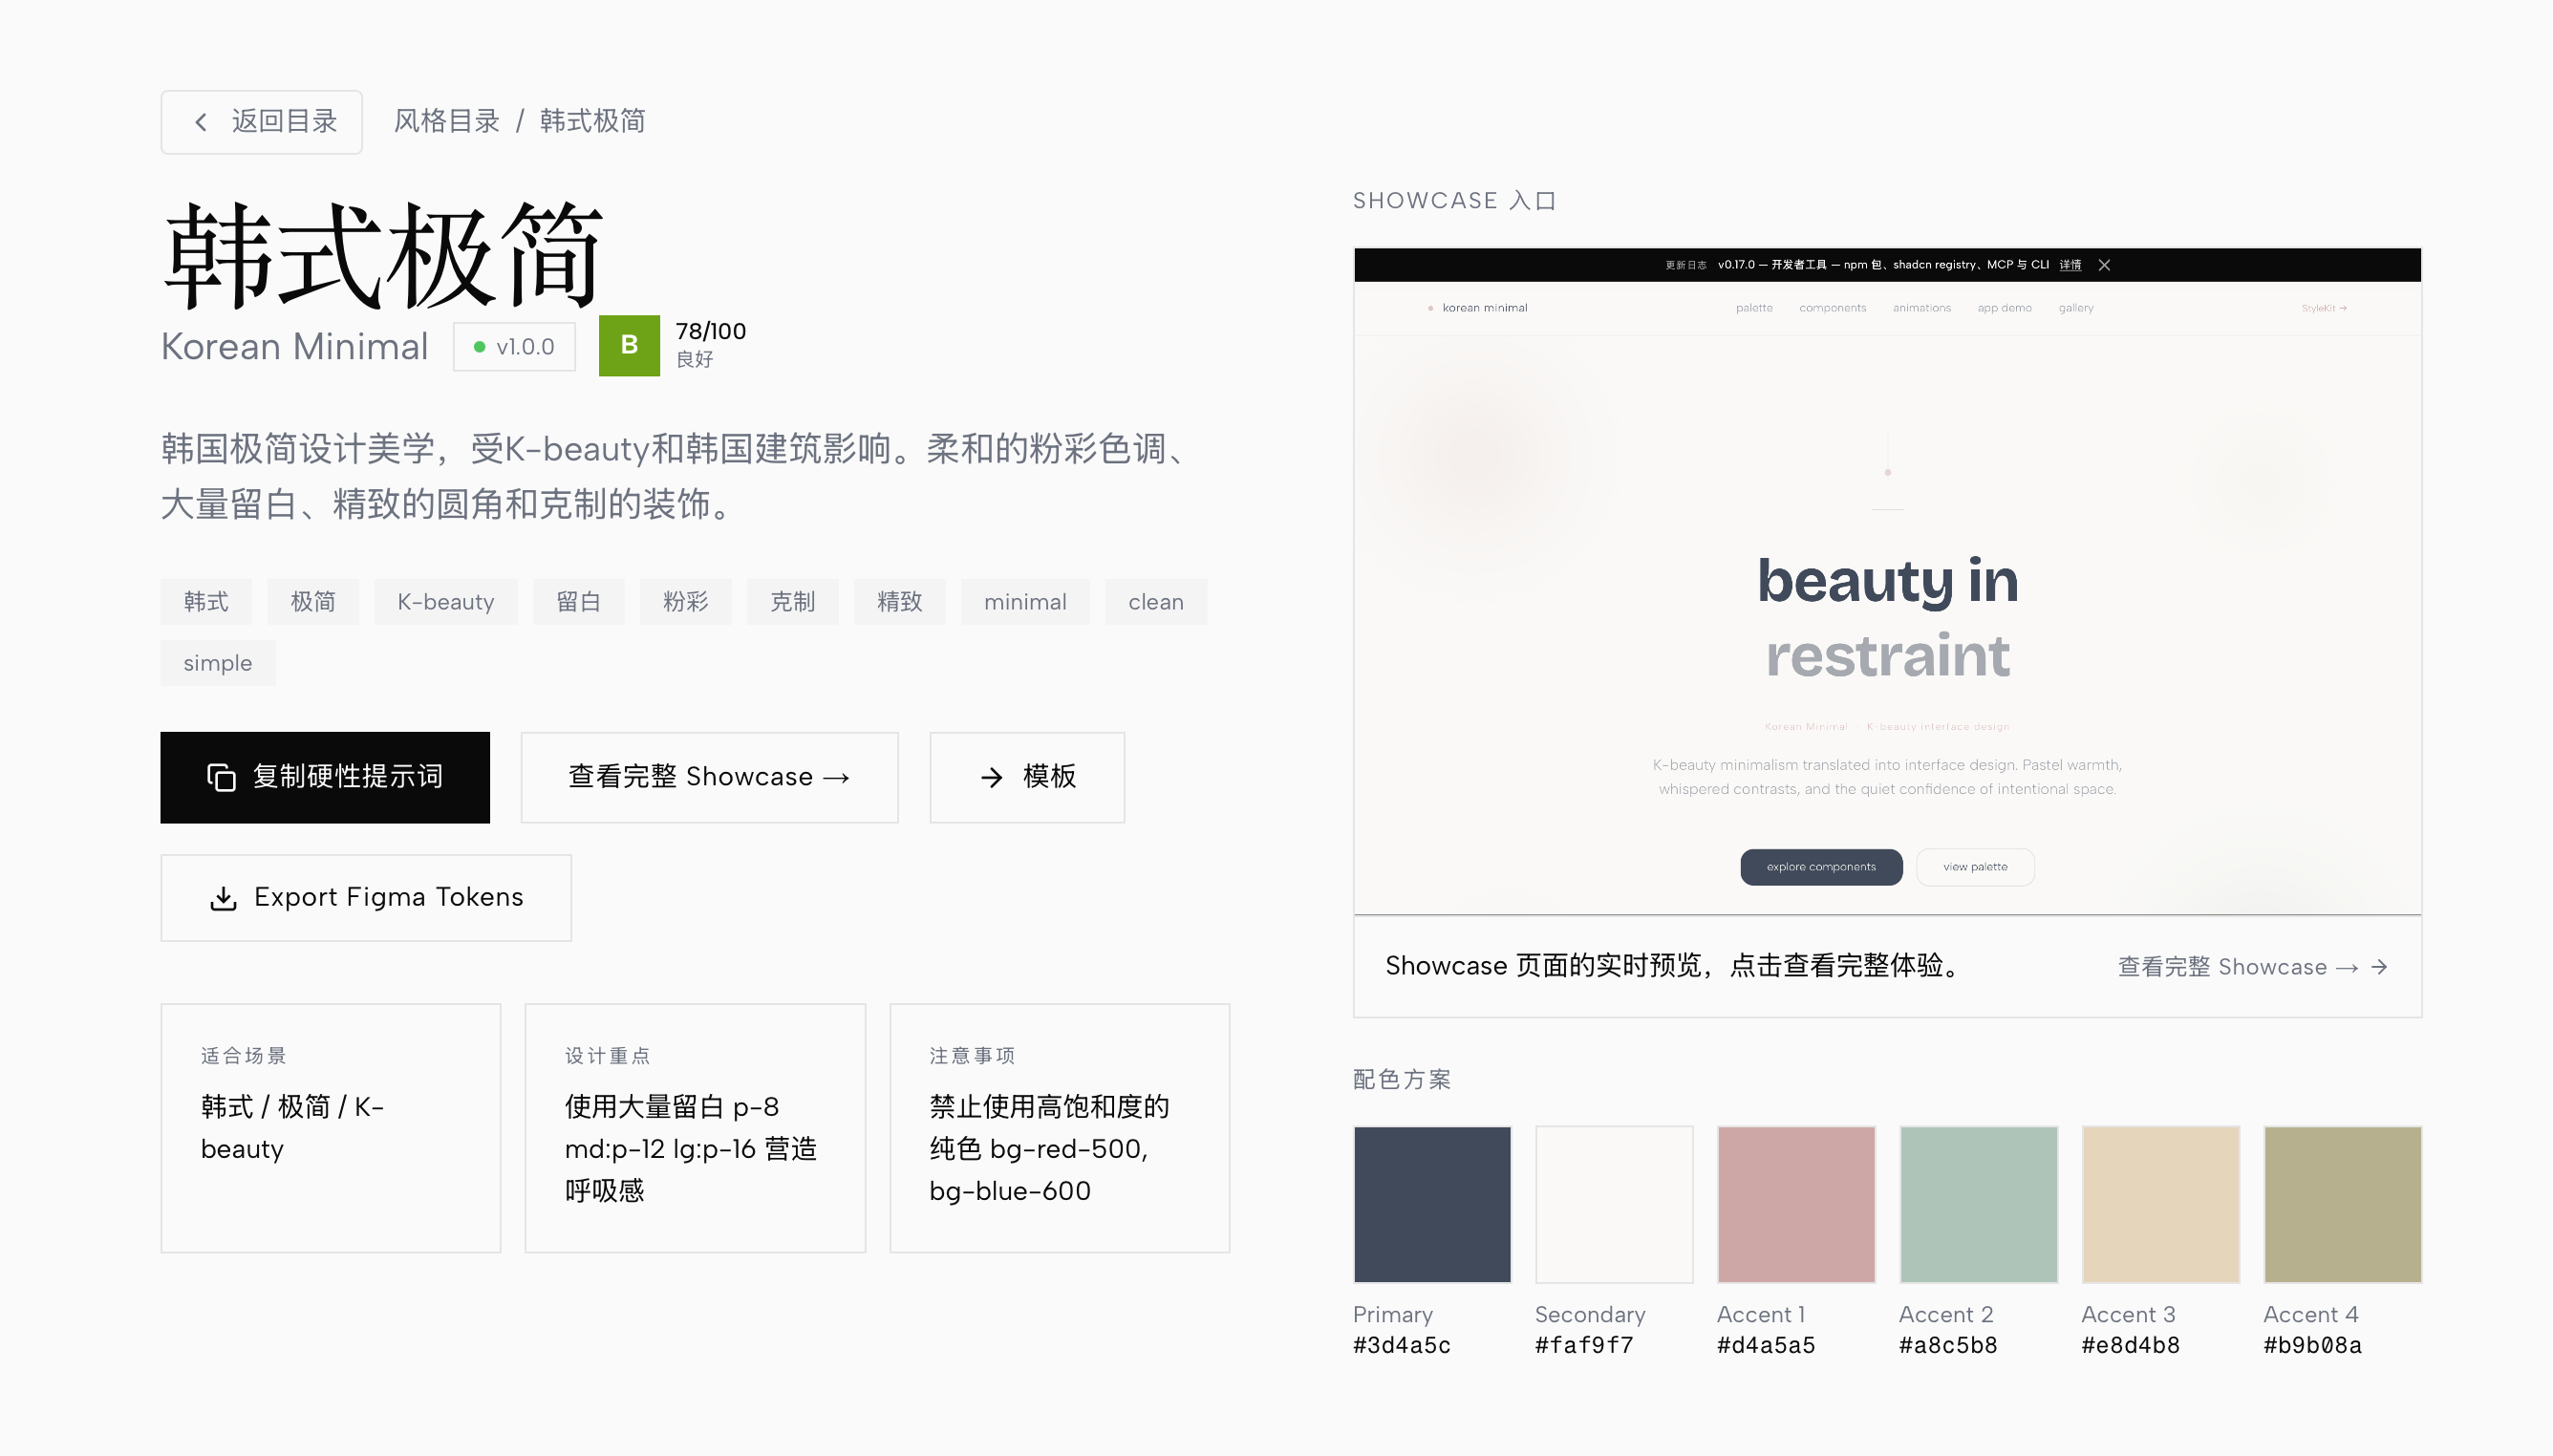 返回目录
风格目录 / 韩式极简
韩式极简
Korean Minimal
v1.0.0
B
78/100
良好
韩国极简设计美学，受K-beauty和韩国建筑影响。柔和的粉彩色调、
大量留白、精致的圆角和克制的装饰。
韩式 极简 K-beauty 留白 粉彩 克制 精致 minimal clean
simple
复制硬性提示词
查看完整 Showcase →
模板
Export Figma Tokens
适合场景
韩式 / 极简 / K-
beauty
设计重点
使用大量留白 p-8
md:p-12 lg:p-16 营造
呼吸感
注意事项
禁止使用高饱和度的
纯色 bg-red-500,
bg-blue-600
SHOWCASE 入口
更新日志 v0.17.0 — 开发者工具 — npm 包、shadcn registry、MCP 与 CLI 详情
korean minimal palette components animations app demo gallery StyleKit →
beauty in
restraint
Korean Minimal · K-beauty interface design
K-beauty minimalism translated into interface design. Pastel warmth,
whispered contrasts, and the quiet confidence of intentional space.
explore components view palette
Showcase 页面的实时预览，点击查看完整体验。
查看完整 Showcase →
配色方案
Primary
#3d4a5c
Secondary
#faf9f7
Accent 1
#d4a5a5
Accent 2
#a8c5b8
Accent 3
#e8d4b8
Accent 4
#b9b08a